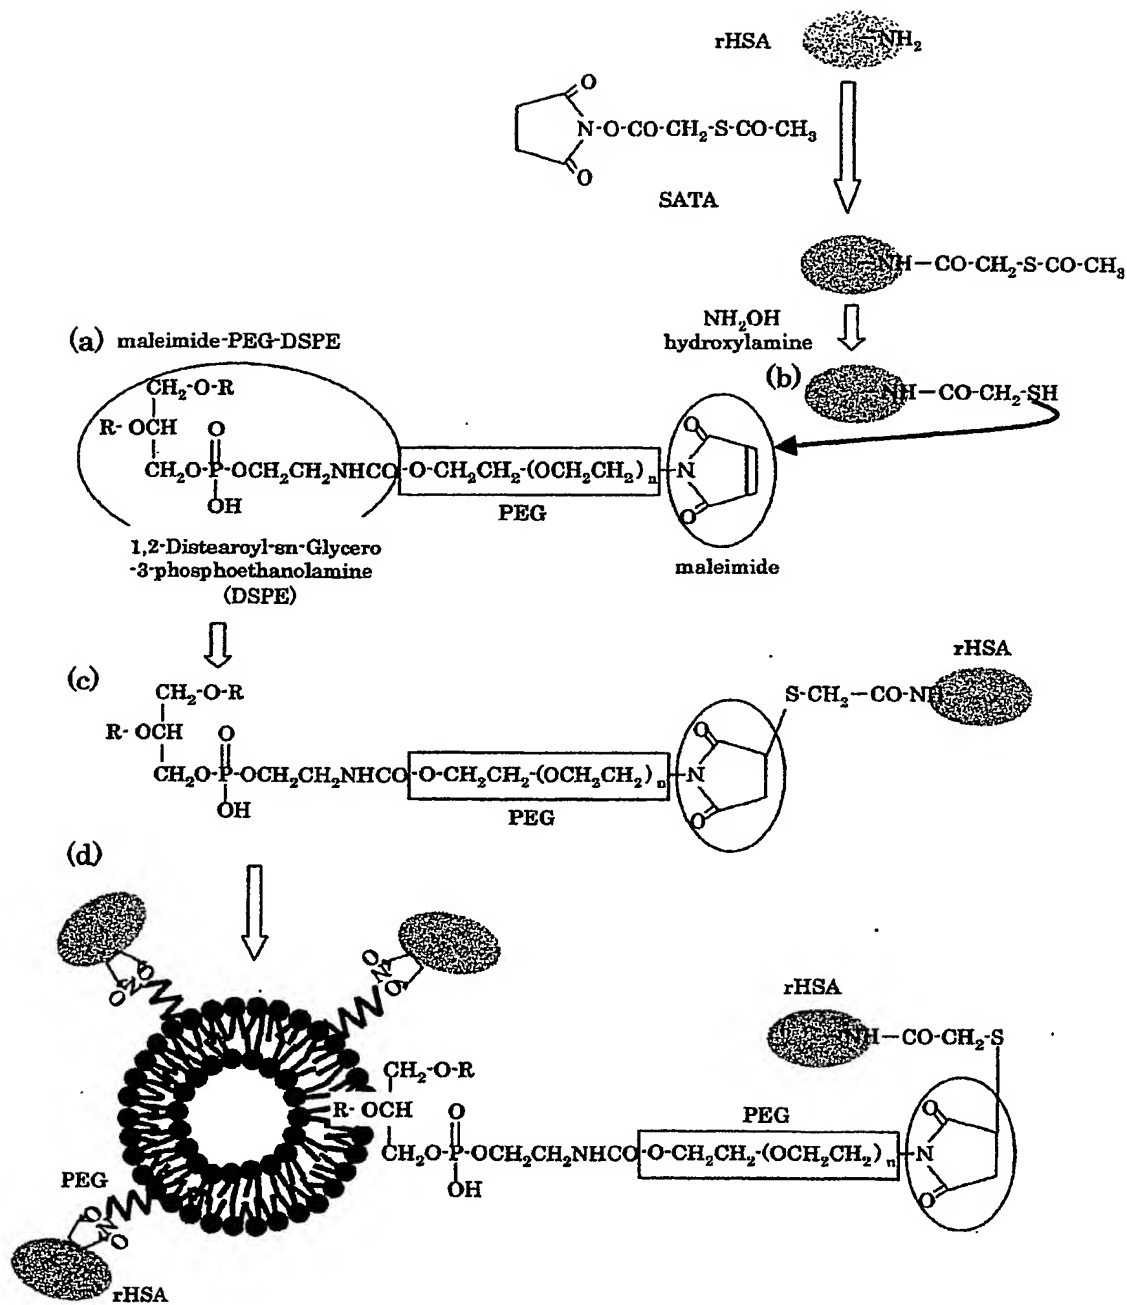 rHSA
NH2
O
N-O-CO-CH2-S-CO-CH3
O
SATA
NH-CO-CH2-S-CO-CH3
NH2OH
hydroxylamine
(a) maleimide-PEG-DSPE
(b)
NH-CO-CH2-SH
CH2-O-R
R- OCH
O
O
CH2O-P-OCH2CH2NHCO-O-CH2CH2-(OCH2CH2)n-N
OH
O
PEG
maleimide
1,2-Distearoyl-sn-Glycero
-3-phosphoethanolamine
(DSPE)
(c)
rHSA
CH2-O-R
S-CH2-CO-NH
R- OCH
O
O
CH2O-P-OCH2CH2NHCO-O-CH2CH2-(OCH2CH2)n-N
OH
O
PEG
(d)
O
N
O
O
N
O
rHSA
NH-CO-CH2-S
CH2-O-R
R- OCH
O
PEG
O
CH2O-P-OCH2CH2NHCO-O-CH2CH2-(OCH2CH2)n-N
OH
O
PEG
O
N
O
rHSA